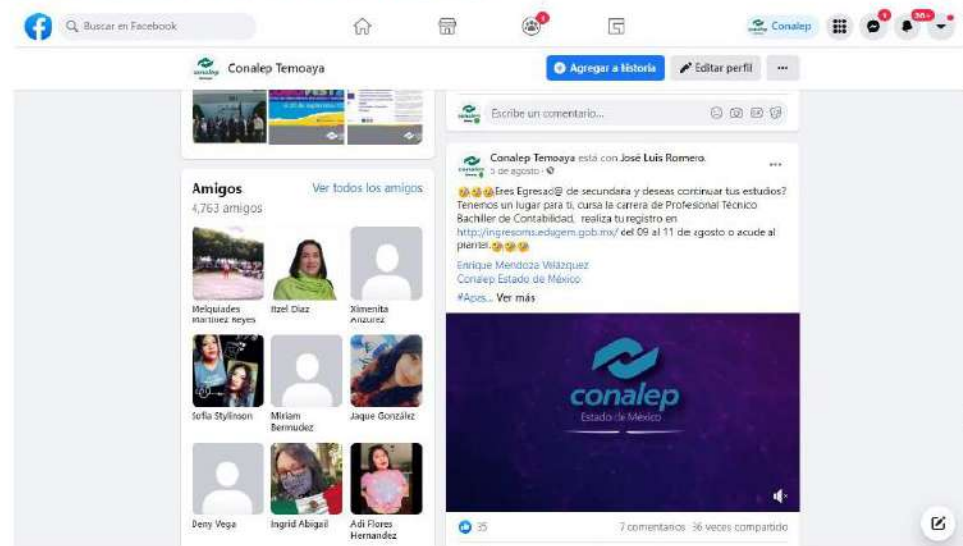 Buscar en Facebook
Conalep
36+
Conalep Temoaya
Agregar a historia
Editar perfil
Amigos
Ver todos los amigos
4,763 amigos
Melquiades
Martínez Reyes
Itzel Diaz
Ximenita
Anzurez
Sofia Stylinson
Miriam
Bermudez
Jaque González
Deny Vega
Ingrid Abigail
Adi Flores
Hernandez
Escribe un comentario...
Conalep Temoaya está con José Luis Romero.
5 de agosto
Eres Egresad@ de secundaria y deseas continuar tus estudios?
Tenemos un lugar para ti, cursa la carrera de Profesional Técnico
Bachiller de Contabilidad, realiza tu registro en
http://ingresoms.edugem.gob.mx/ del 09 al 11 de agosto o acude al
plantel.
Enrique Mendoza Velázquez
Conalep Estado de México
Ver más
conalep
Estado de México
35
7 comentarios 36 veces compartido